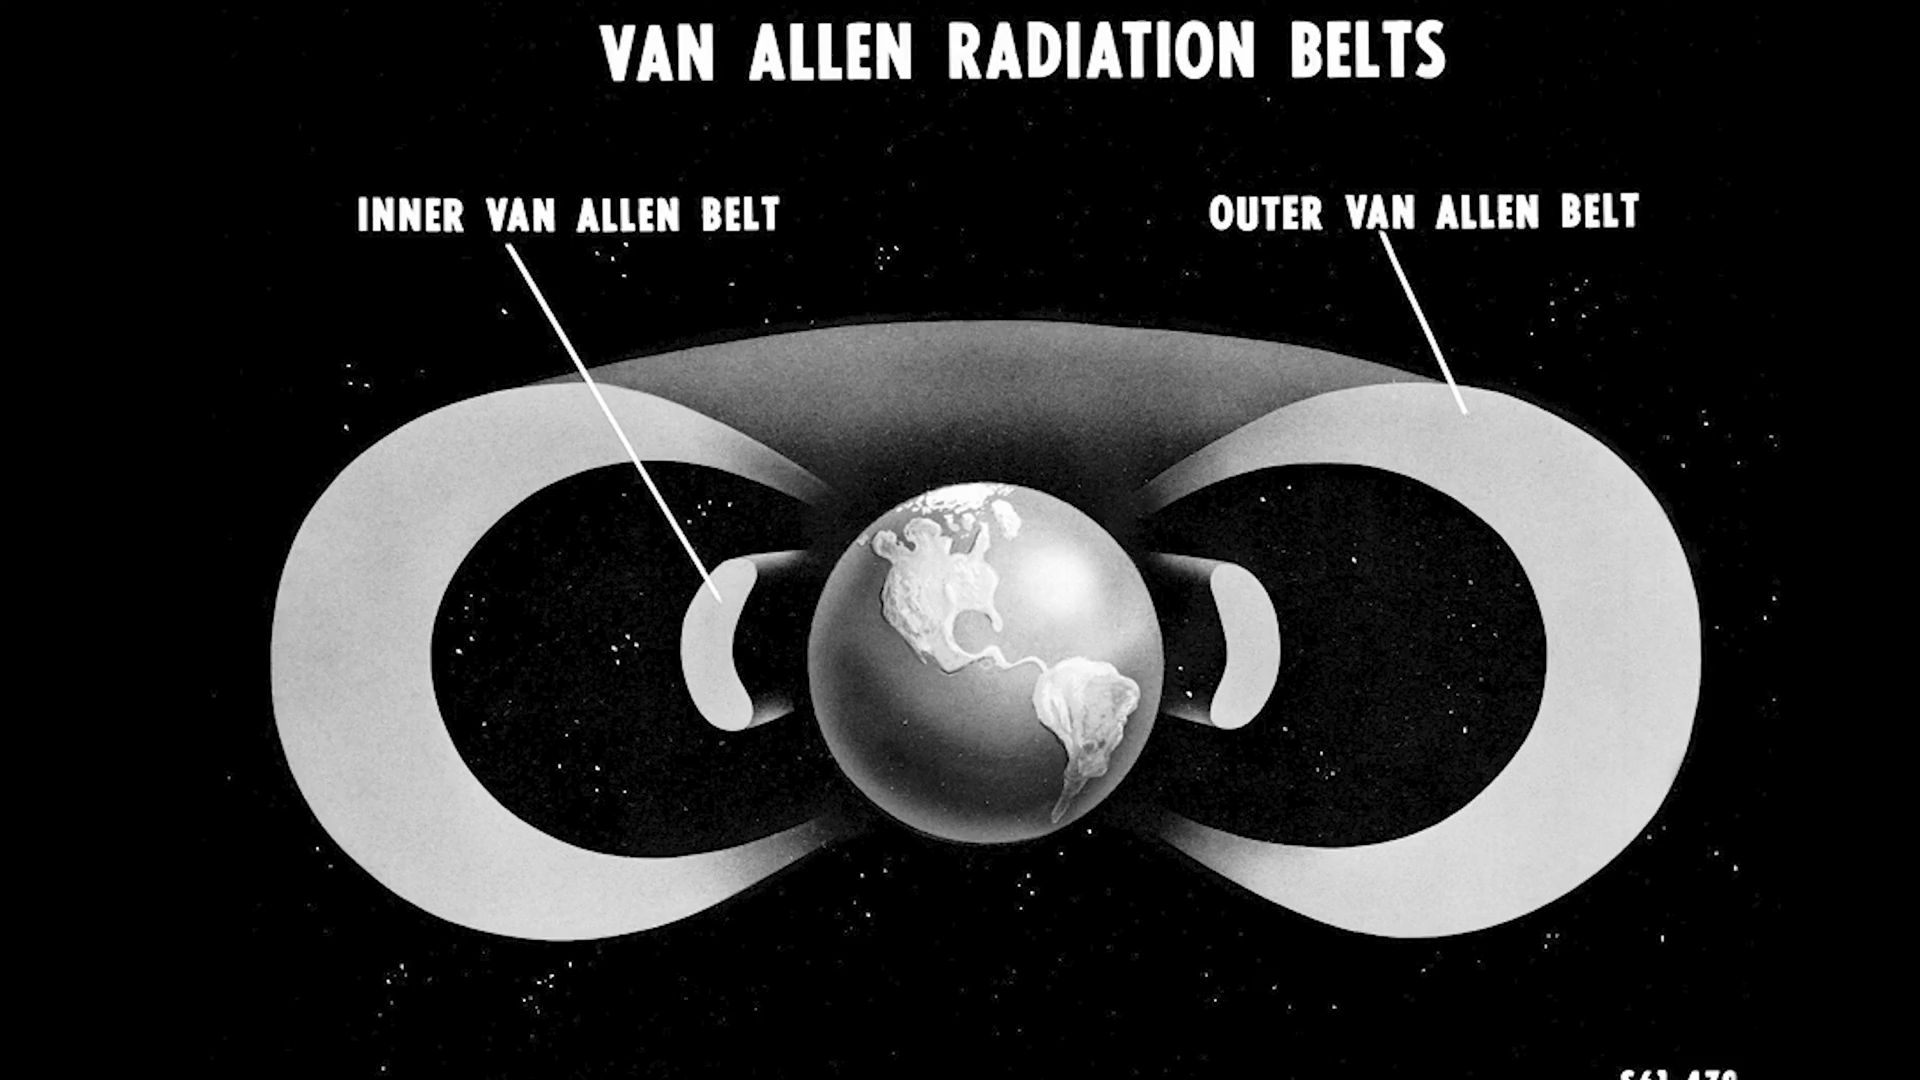 VAN ALLEN RADIATION BELTS
INNER VAN ALLEN BELT
OUTER VAN ALLEN BELT